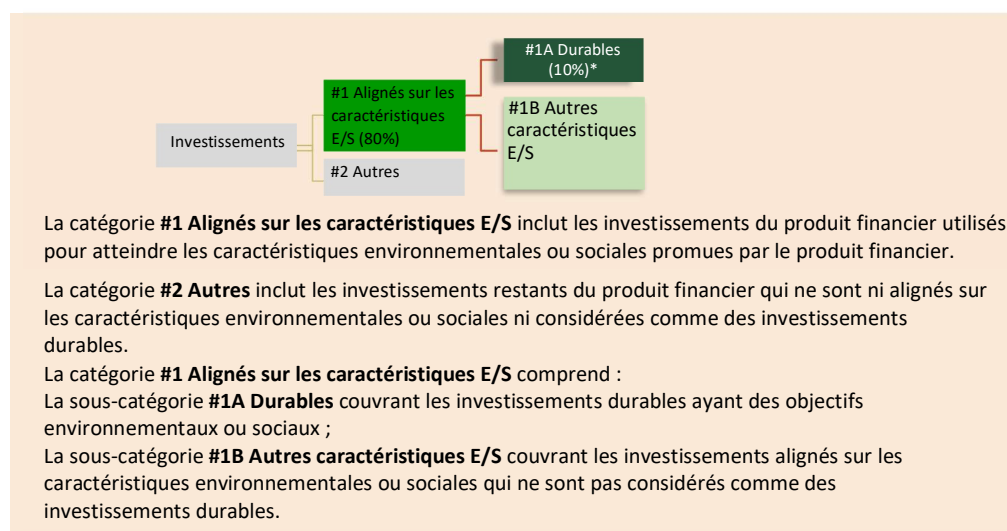 #1A Durables
(10%)*
#1 Alignés sur les
caractéristiques
E/S (80%)
#1B Autres
caractéristiques
E/S
Investissements
#2 Autres
La catégorie #1 Alignés sur les caractéristiques E/S inclut les investissements du produit financier utilisés
pour atteindre les caractéristiques environnementales ou sociales promues par le produit financier.
La catégorie #2 Autres inclut les investissements restants du produit financier qui ne sont ni alignés sur
les caractéristiques environnementales ou sociales ni considérées comme des investissements
durables.
La catégorie #1 Alignés sur les caractéristiques E/S comprend :
La sous-catégorie #1A Durables couvrant les investissements durables ayant des objectifs
environnementaux ou sociaux ;
La sous-catégorie #1B Autres caractéristiques E/S couvrant les investissements alignés sur les
caractéristiques environnementales ou sociales qui ne sont pas considérés comme des
investissements durables.